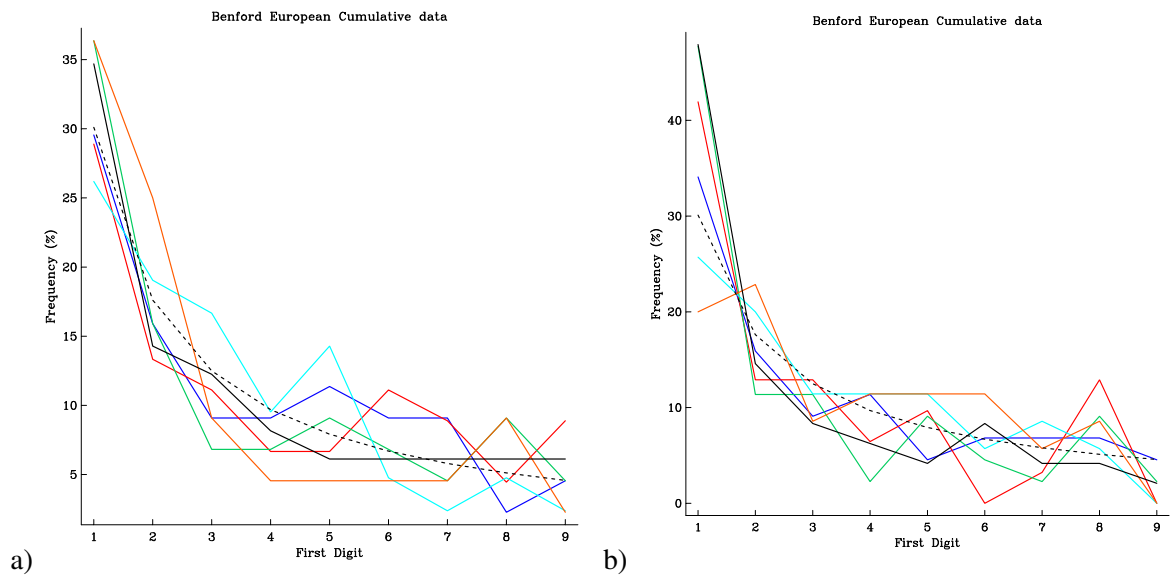 Benford European Cumulative data
Frequency (%)
35
30
25
20
15
10
5
1 2 3 4 5 6 7 8 9
First Digit
a)
Benford European Cumulative data
Frequency (%)
40
30
20
10
0
1 2 3 4 5 6 7 8 9
First Digit
b)